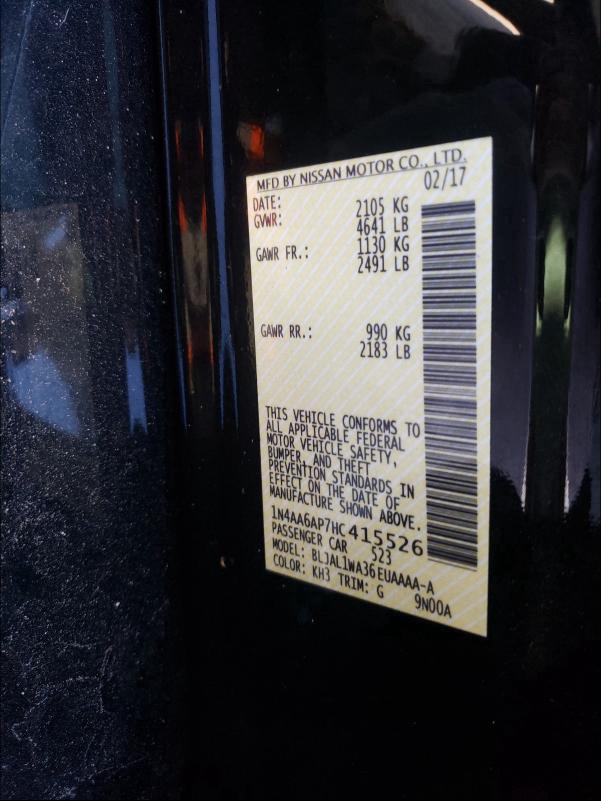 MFD BY NISSAN MOTOR CO., LTD.
DATE: 02/17
GVWR: 2105 KG
4641 LB
GAWR FR.: 1130 KG
2491 LB
GAWR RR.: 990 KG
2183 LB
THIS VEHICLE CONFORMS TO
ALL APPLICABLE FEDERAL
MOTOR VEHICLE SAFETY,
BUMPER, AND THEFT
PREVENTION STANDARDS IN
EFFECT ON THE DATE OF
MANUFACTURE SHOWN ABOVE.
1N4AA6AP7HC415526
PASSENGER CAR 523
MODEL: BLJAL1WA36EUAAAA-A
COLOR: KH3 TRIM: G 9N00A